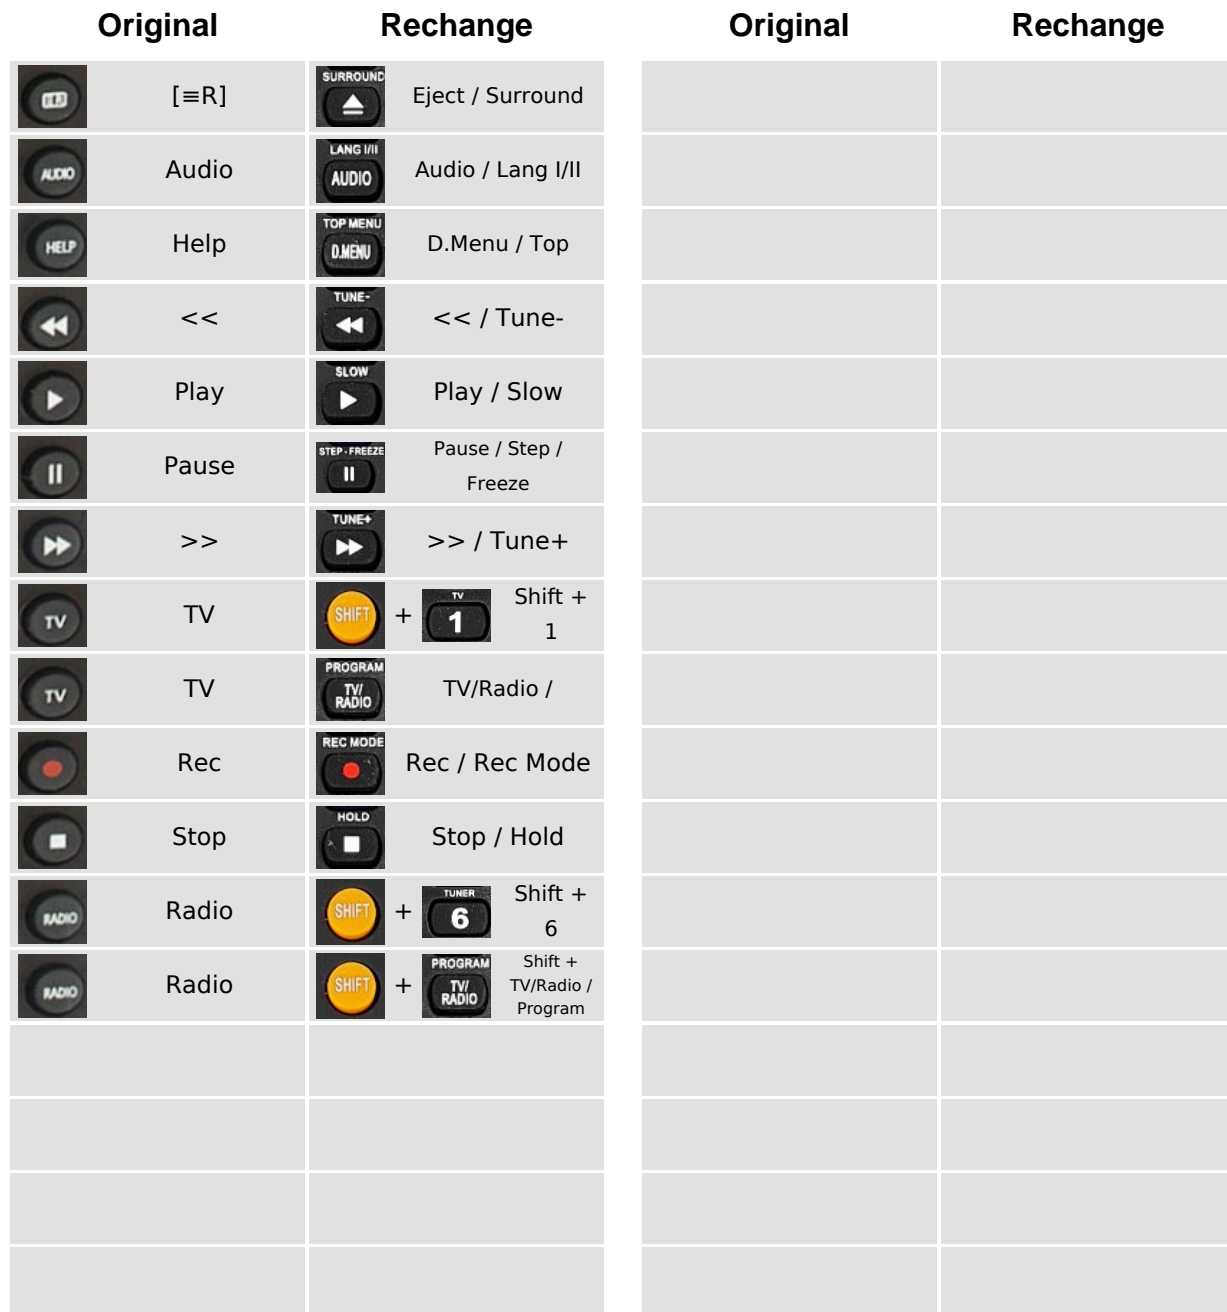 Original Rechange Original Rechange
[≡R] SURROUND Eject / Surround
AUDIO Audio LANG I/II AUDIO Audio / Lang I/II
HELP Help TOP MENU D.MENU D.Menu / Top
<< TUNE- << / Tune-
Play SLOW Play / Slow
Pause STEP-FREEZE Pause / Step /
Freeze
>> TUNE+ >> / Tune+
TV TV SHIFT + TV 1 Shift +
1
TV TV PROGRAM TV/ RADIO TV/Radio /
Rec REC MODE Rec / Rec Mode
Stop HOLD Stop / Hold
RADIO Radio SHIFT + TUNER 6 Shift +
6
RADIO Radio SHIFT + PROGRAM TV/ RADIO Shift +
TV/Radio /
Program